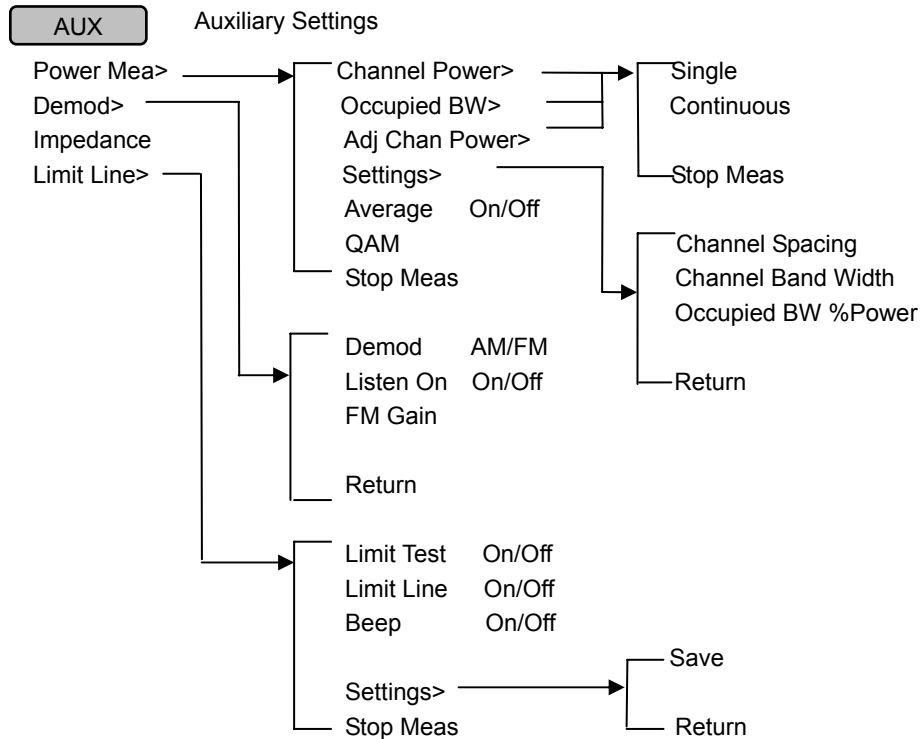 AUX Auxiliary Settings
Power Mea>
Demod>
Impedance
Limit Line>
Channel Power>
Occupied BW>
Adj Chan Power>
Settings>
Average On/Off
QAM
Stop Meas
Single
Continuous
Stop Meas
Channel Spacing
Channel Band Width
Occupied BW %Power
Return
Demod AM/FM
Listen On On/Off
FM Gain
Return
Limit Test On/Off
Limit Line On/Off
Beep On/Off
Settings>
Stop Meas
Save
Return